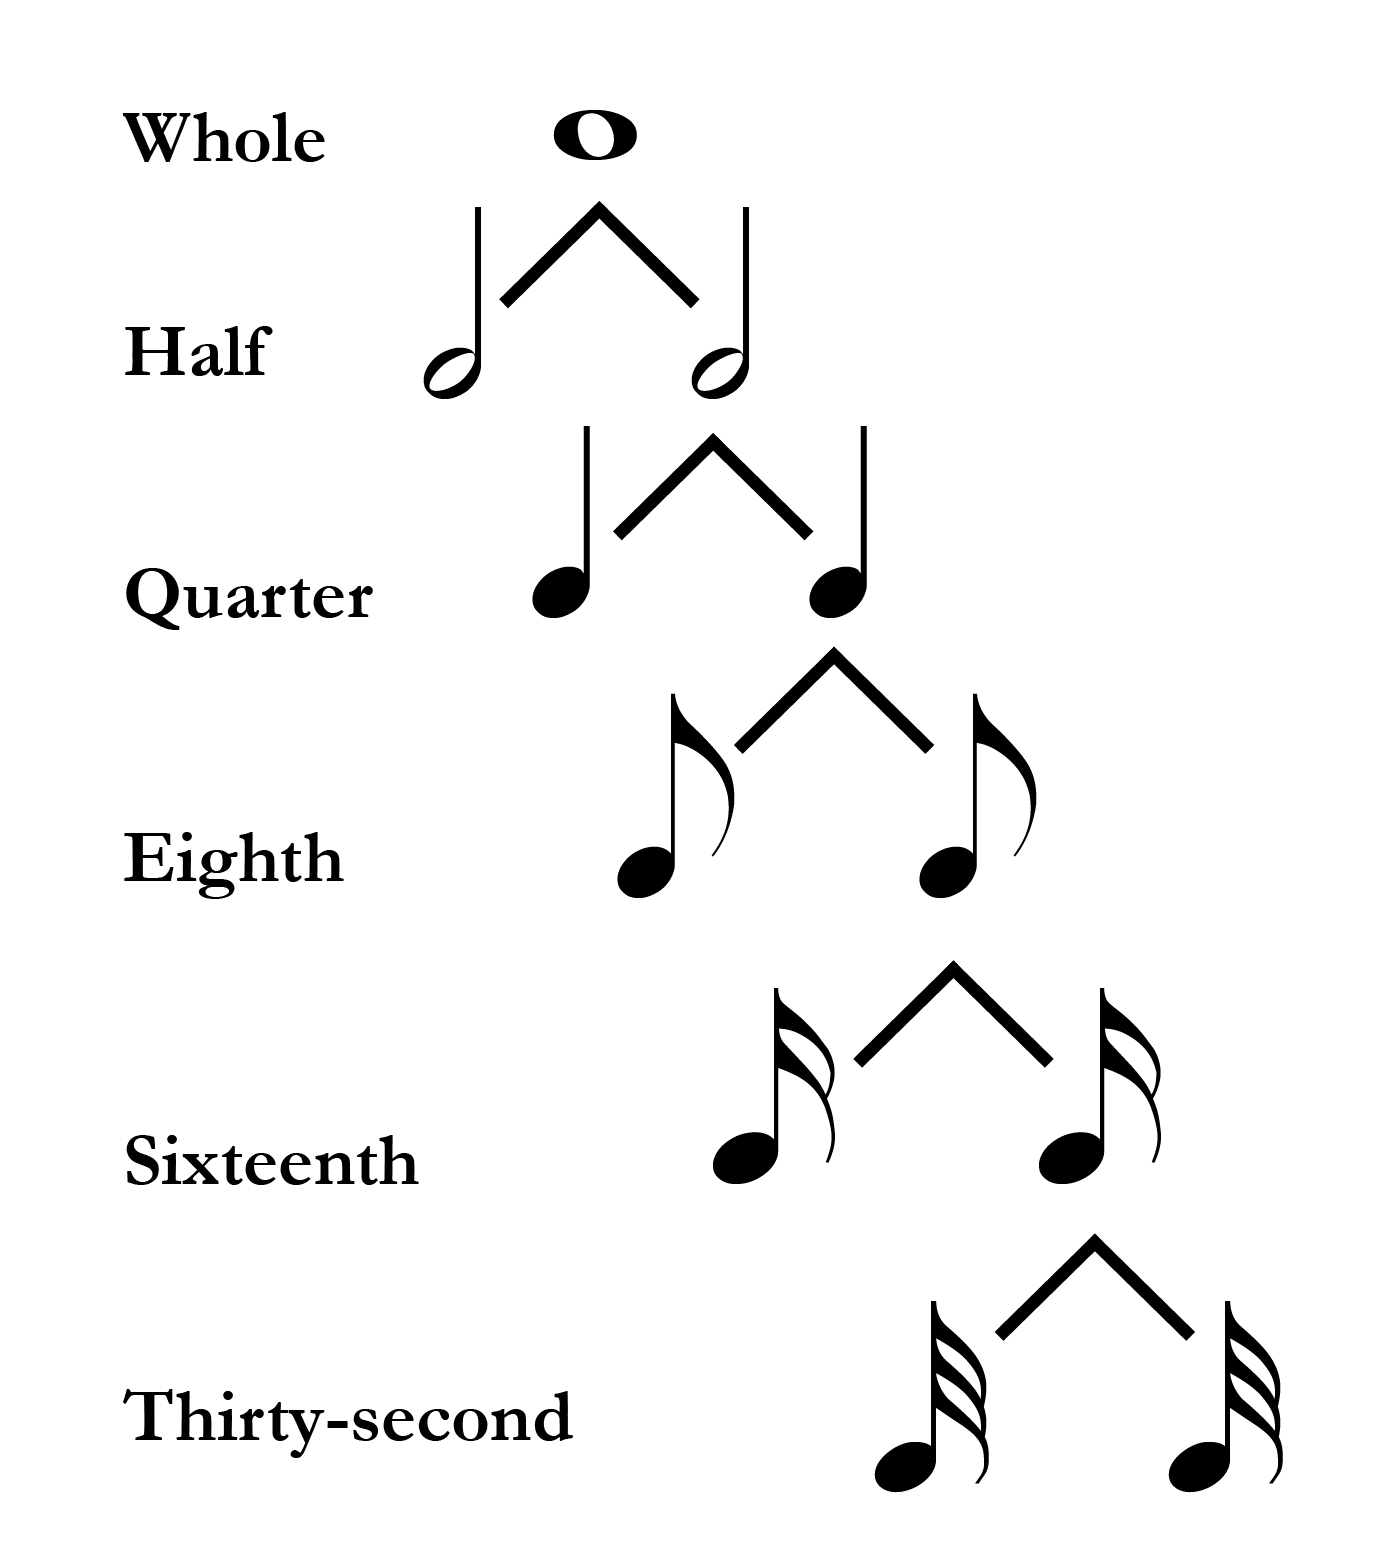 Whole
Half
Quarter
Eighth
Sixteenth
Thirty-second